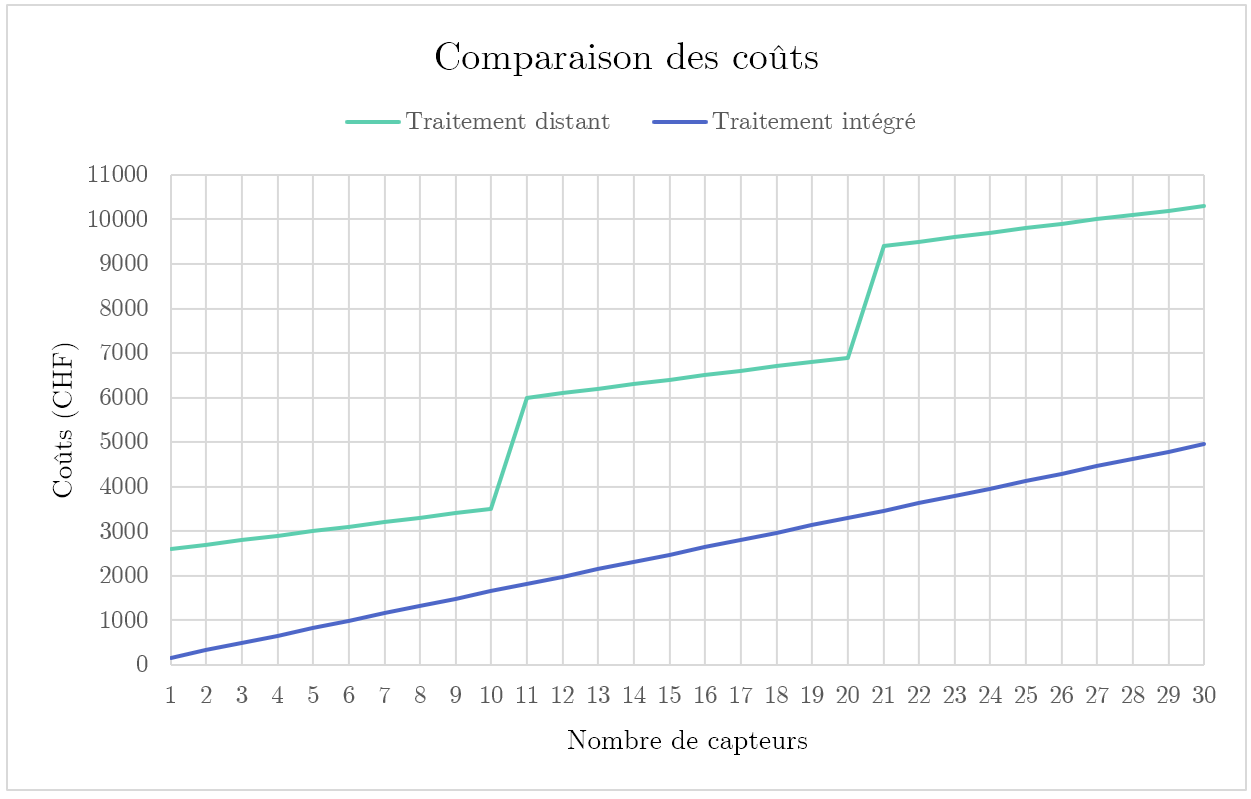 Comparaison des coûts
Traitement distant Traitement intégré
11000
10000
9000
8000
7000
6000
5000
4000
3000
2000
1000
0
Coûts (CHF)
1 2 3 4 5 6 7 8 9 10 11 12 13 14 15 16 17 18 19 20 21 22 23 24 25 26 27 28 29 30
Nombre de capteurs